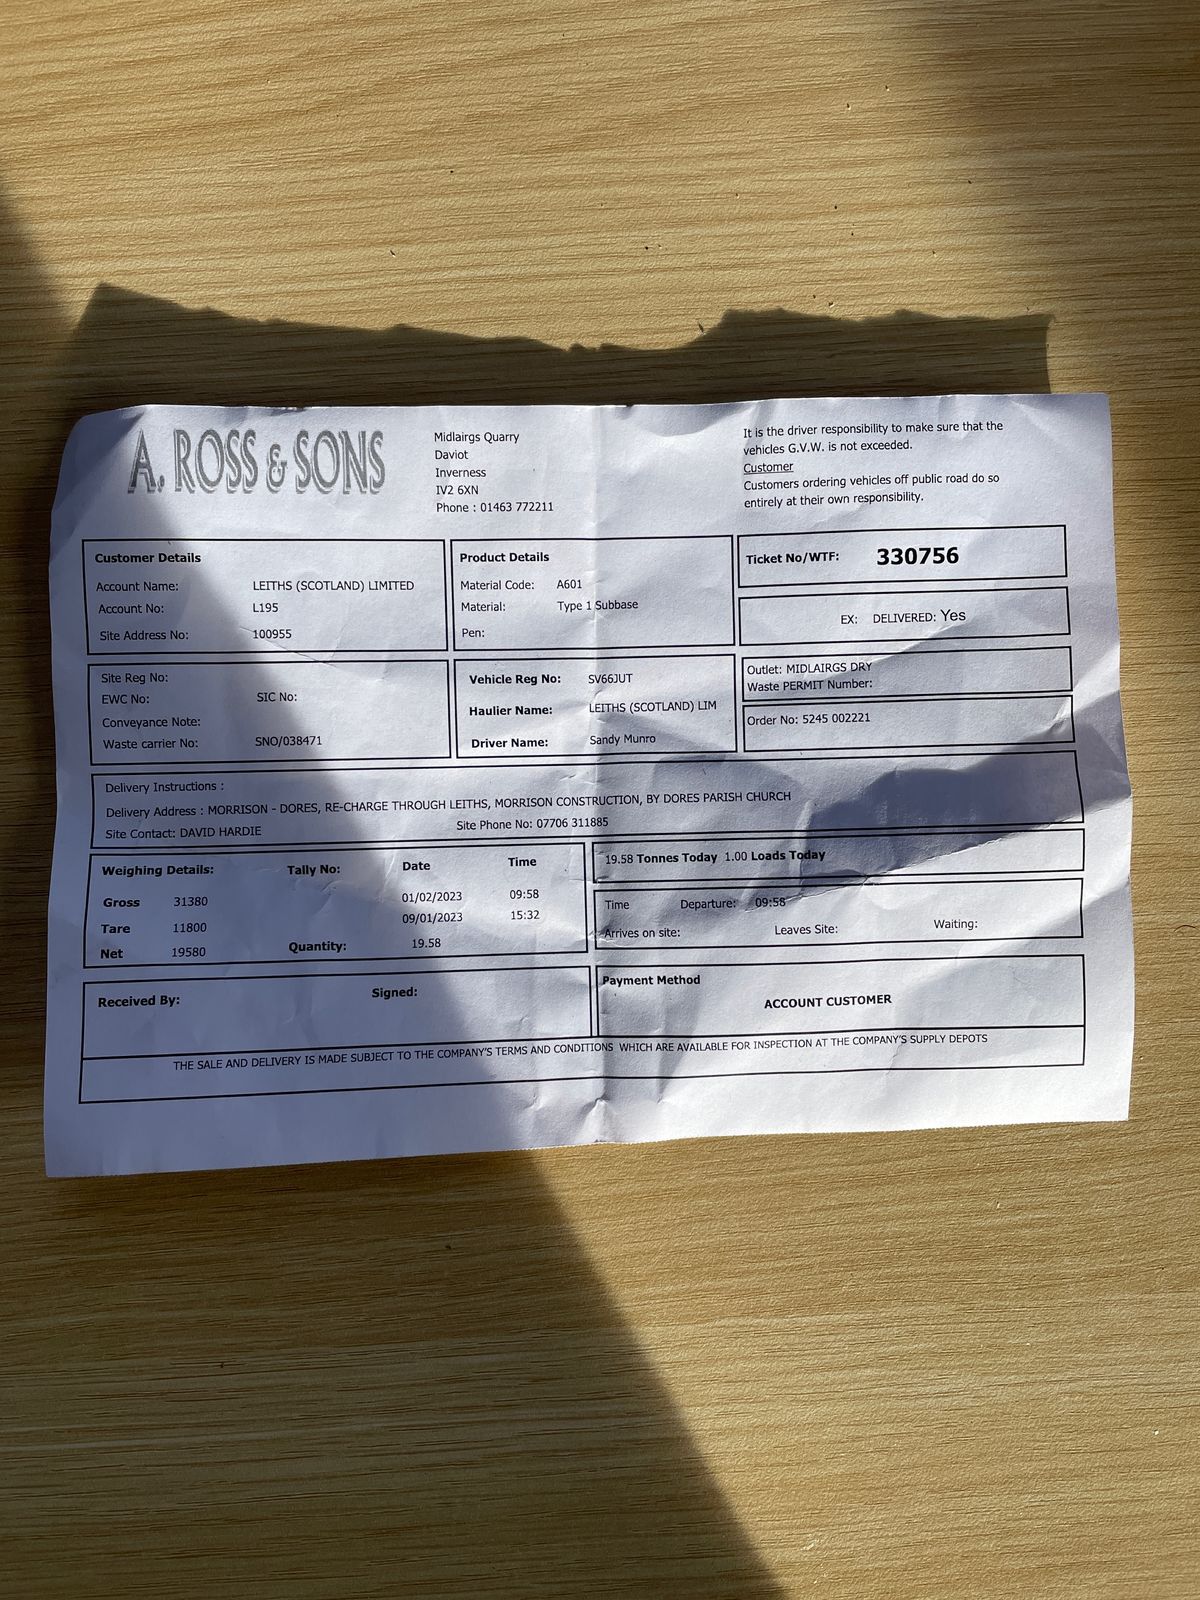 A. ROSS & SONS
Midlairgs Quarry
Daviot
Inverness
IV2 6XN
Phone : 01463 772211
It is the driver responsibility to make sure that the
vehicles G.V.W. is not exceeded.
Customer
Customers ordering vehicles off public road do so
entirely at their own responsibility.
Customer Details
Account Name: LEITHS (SCOTLAND) LIMITED
Account No: L195
Site Address No: 100955
Product Details
Material Code: A601
Material: Type 1 Subbase
Pen:
Ticket No/WTF: 330756
EX: DELIVERED: Yes
Site Reg No:
EWC No: SIC No:
Conveyance Note:
Waste carrier No: SNO/038471
Vehicle Reg No: SV66JUT
Haulier Name: LEITHS (SCOTLAND) LIM
Driver Name: Sandy Munro
Outlet: MIDLAIRGS DRY
Waste PERMIT Number:
Order No: 5245 002221
Delivery Instructions :
Delivery Address : MORRISON - DORES, RE-CHARGE THROUGH LEITHS, MORRISON CONSTRUCTION, BY DORES PARISH CHURCH
Site Contact: DAVID HARDIE Site Phone No: 07706 311885
Weighing Details: Tally No: Date Time
Gross 31380 01/02/2023 09:58
Tare 11800 09/01/2023 15:32
Net 19580 Quantity: 19.58
19.58 Tonnes Today 1.00 Loads Today
Time Departure: 09:58
Arrives on site: Leaves Site: Waiting:
Received By: Signed:
Payment Method
ACCOUNT CUSTOMER
THE SALE AND DELIVERY IS MADE SUBJECT TO THE COMPANY'S TERMS AND CONDITIONS WHICH ARE AVAILABLE FOR INSPECTION AT THE COMPANY'S SUPPLY DEPOTS